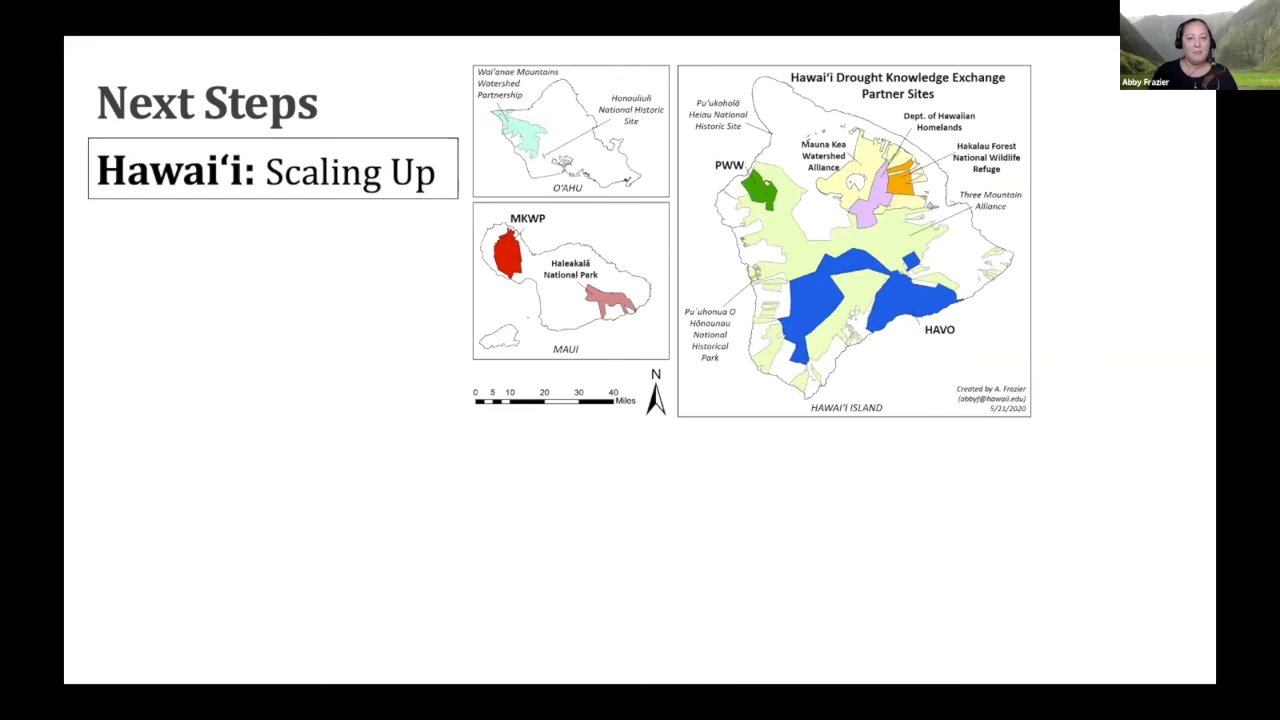 Next Steps
Hawaiʻi: Scaling Up
Waiʻanae Mountains
Watershed
Partnership
Honouliuli
National Historic
Site
OʻAHU
MKWP
Haleakalā
National Park
MAUI
0 5 10 20 30 40
Miles
N
Hawaiʻi Drought Knowledge Exchange
Partner Sites
Puʻukoholā
Heiau National
Historic Site
Dept. of Hawaiian
Homelands
Mauna Kea
Watershed
Alliance
Hakalau Forest
National Wildlife
Refuge
PWW
Three Mountain
Alliance
Puʻuhonua O
Hōnaunau
National
Historical
Park
HAVO
Created by A. Frazier
(abbyf@hawaii.edu)
5/21/2020
HAWAIʻI ISLAND
Abby Frazier